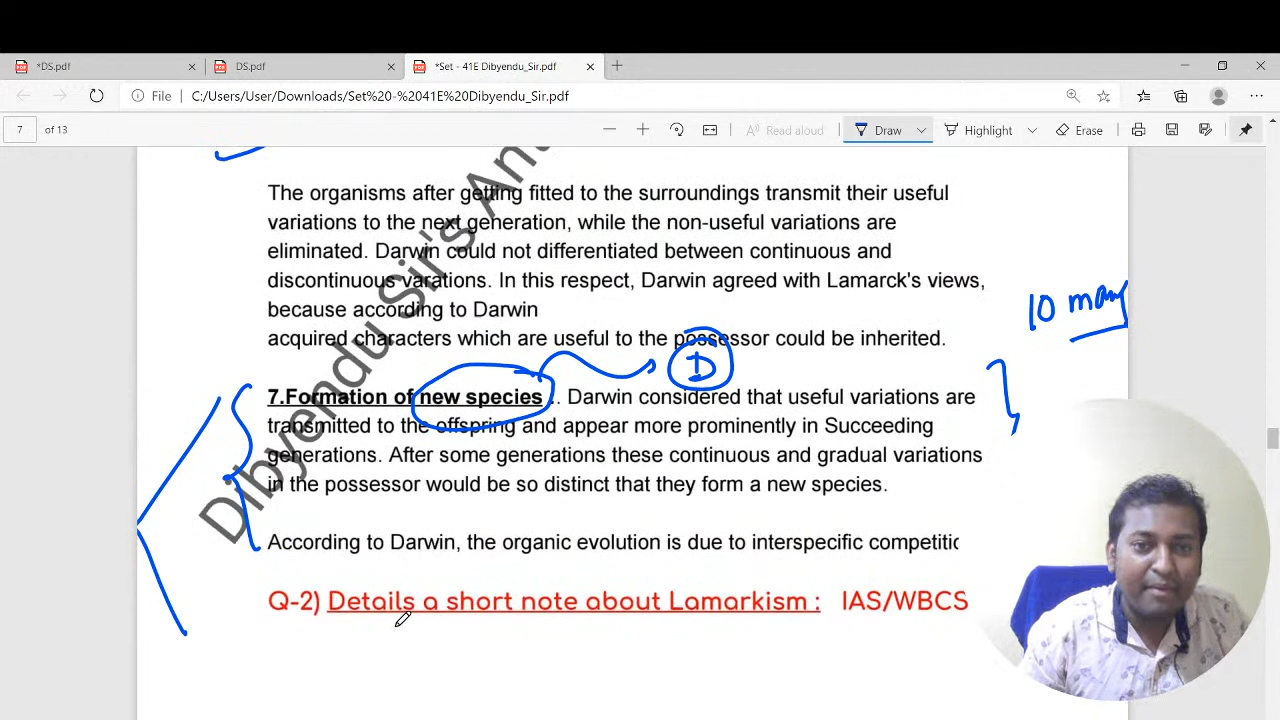 *DS.pdf
DS.pdf
*Set - 41E Dibyendu_Sir.pdf
File
C:/Users/User/Downloads/Set%20-%2041E%20Dibyendu_Sir.pdf
7 of 13
Read aloud
Draw
Highlight
Erase
The organisms after getting fitted to the surroundings transmit their useful
variations to the next generation, while the non-useful variations are
eliminated. Darwin could not differentiated between continuous and
discontinuous varations. In this respect, Darwin agreed with Lamarck's views,
because according to Darwin
acquired characters which are useful to the possessor could be inherited.
10
D
7.Formation of new species .. Darwin considered that useful variations are
transmitted to the offspring and appear more prominently in Succeeding
generations. After some generations these continuous and gradual variations
in the possessor would be so distinct that they form a new species.
According to Darwin, the organic evolution is due to interspecific
Q-2) Details a short note about Lamarkism : IAS/WBCS
Dibyendu Sir's